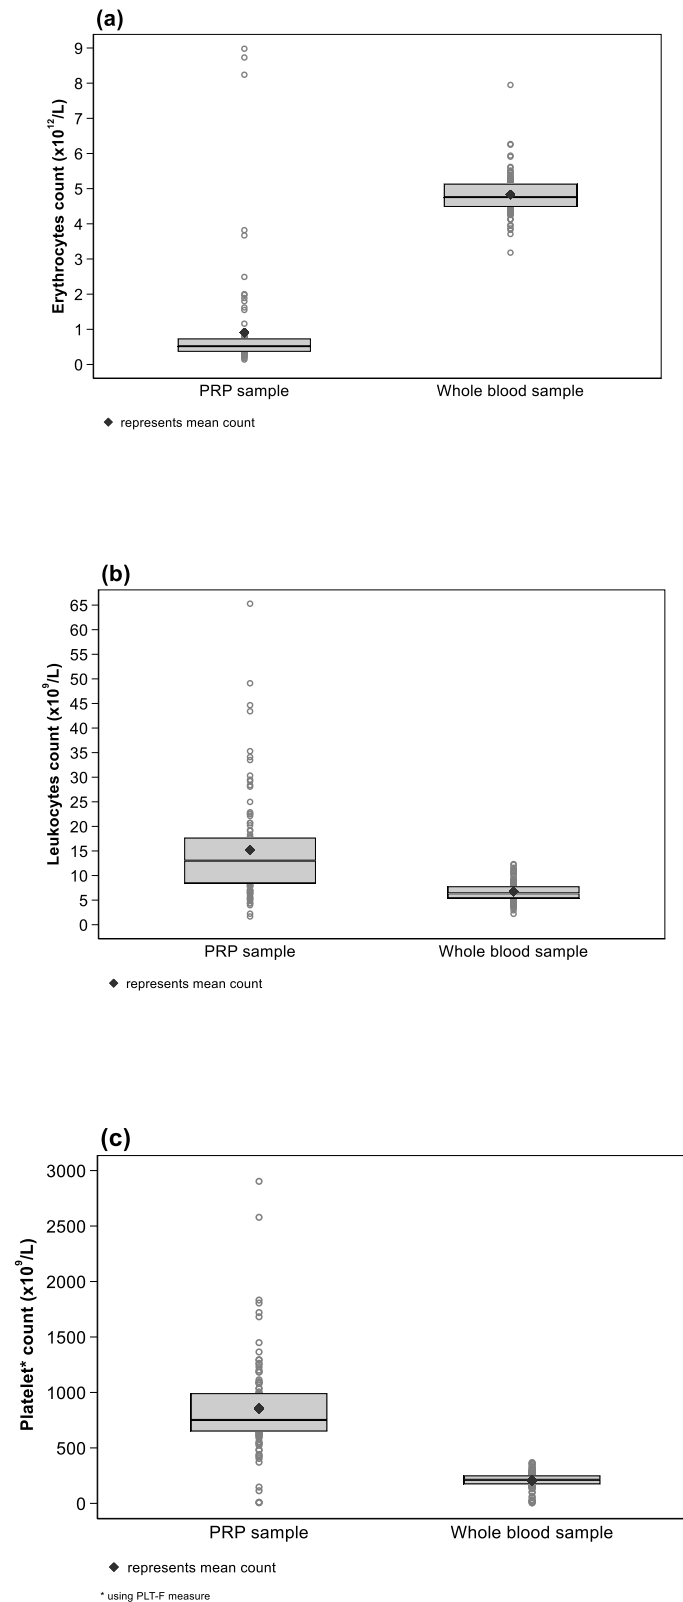 (a)
Erythrocytes count (x10¹²/L)
9
8
7
6
5
4
3
2
1
0
PRP sample Whole blood sample
◆ represents mean count
(b)
Leukocytes count (x10⁹/L)
65
60
55
50
45
40
35
30
25
20
15
10
5
0
PRP sample Whole blood sample
◆ represents mean count
(c)
Platelet* count (x10⁹/L)
3000
2500
2000
1500
1000
500
0
PRP sample Whole blood sample
◆ represents mean count
* using PLT-F measure